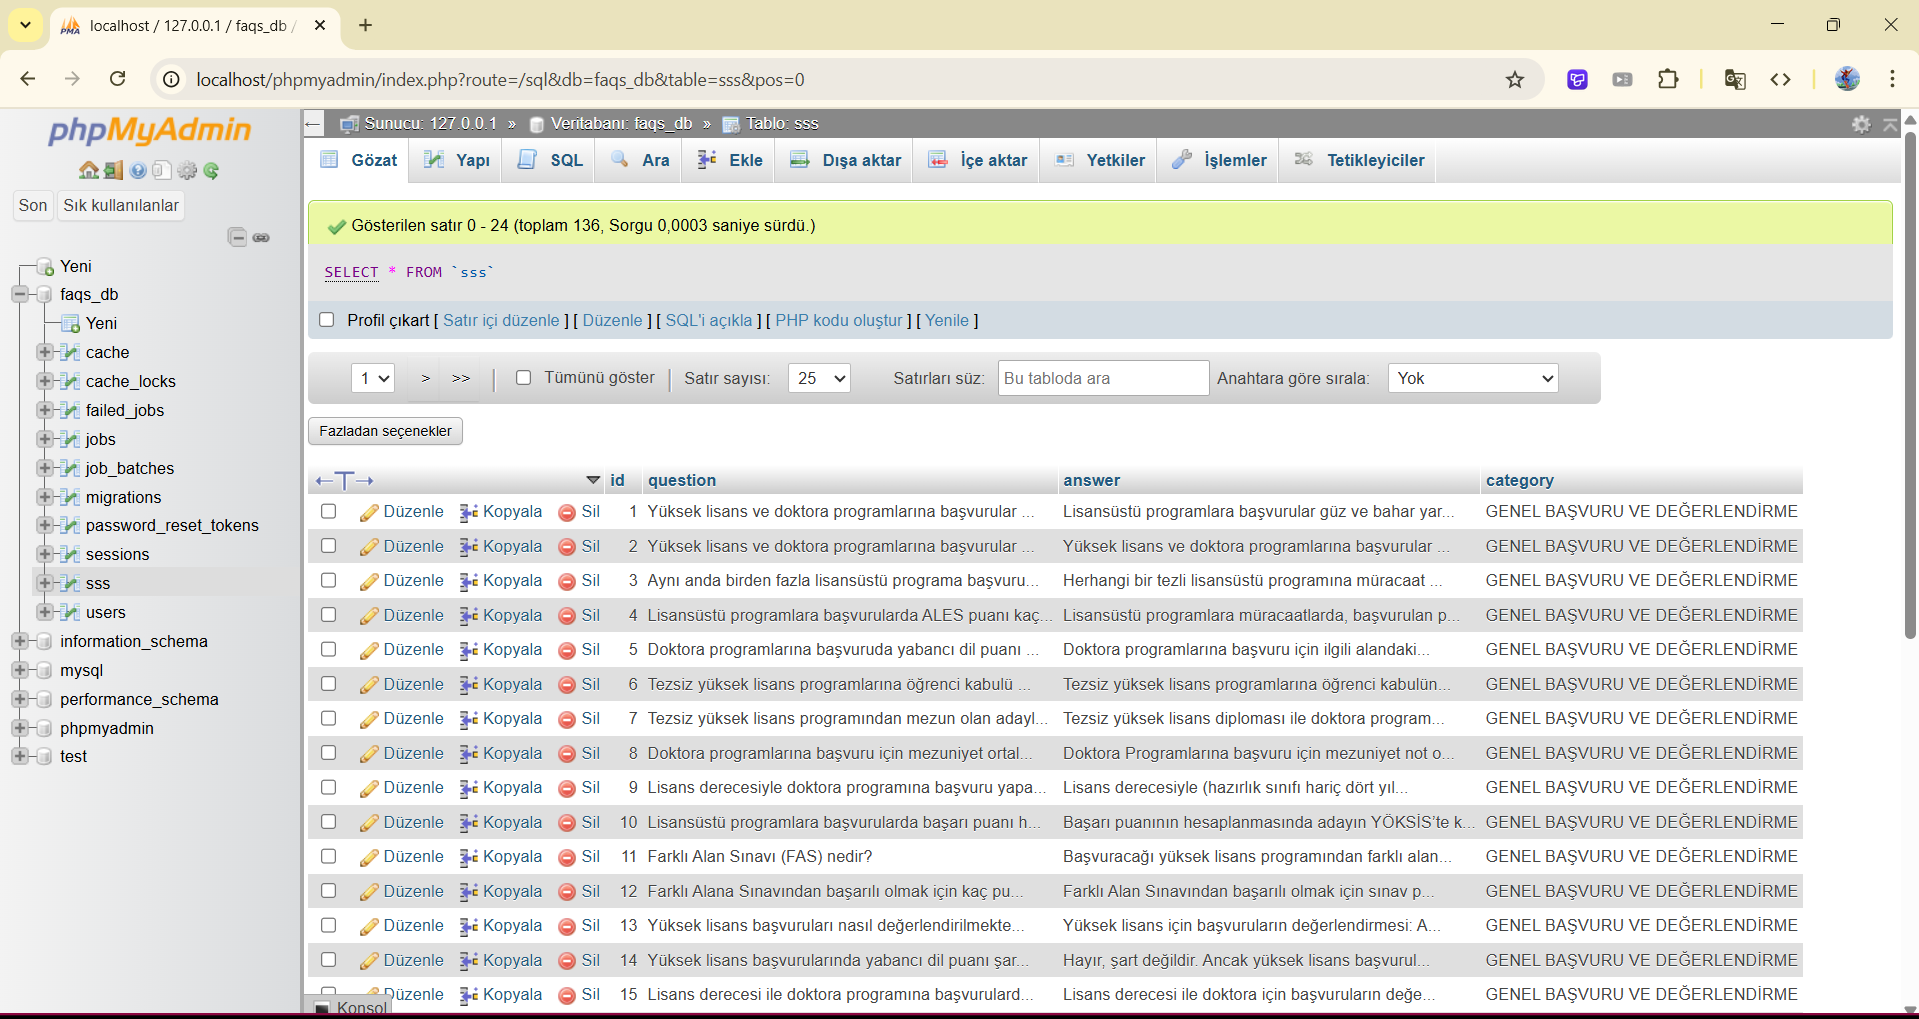 localhost / 127.0.0.1 / faqs_db /
localhost/phpmyadmin/index.php?route=/sql&db=faqs_db&table=sss&pos=0
phpMyAdmin
Son Sık kullanılanlar
Yeni
faqs_db
Yeni
cache
cache_locks
failed_jobs
jobs
job_batches
migrations
password_reset_tokens
sessions
sss
users
information_schema
mysql
performance_schema
phpmyadmin
test
Sunucu: 127.0.0.1 » Veritabanı: faqs_db » Tablo: sss
Gözat Yapı SQL Ara Ekle Dışa aktar İçe aktar Yetkiler İşlemler Tetikleyiciler
Gösterilen satır 0 - 24 (toplam 136, Sorgu 0,0003 saniye sürdü.)
SELECT * FROM `sss`
Profil çıkart [ Satır içi düzenle ] [ Düzenle ] [ SQL'i açıkla ] [ PHP kodu oluştur ] [ Yenile ]
1 > >> | Tümünü göster | Satır sayısı: 25 Satırları süz: Bu tabloda ara Anahtara göre sırala: Yok
Fazladan seçenekler
←T→ id question answer category
Düzenle Kopyala Sil 1 Yüksek lisans ve doktora programlarına başvurular ... Lisansüstü programlara başvurular güz ve bahar yar... GENEL BAŞVURU VE DEĞERLENDİRME
Düzenle Kopyala Sil 2 Yüksek lisans ve doktora programlarına başvurular ... Yüksek lisans ve doktora programlarına başvurular ... GENEL BAŞVURU VE DEĞERLENDİRME
Düzenle Kopyala Sil 3 Aynı anda birden fazla lisansüstü programa başvuru... Herhangi bir tezli lisansüstü programına müracaat ... GENEL BAŞVURU VE DEĞERLENDİRME
Düzenle Kopyala Sil 4 Lisansüstü programlara başvurularda ALES puanı kaç... Lisansüstü programlara müracaatlarda, başvurulan p... GENEL BAŞVURU VE DEĞERLENDİRME
Düzenle Kopyala Sil 5 Doktora programlarına başvuruda yabancı dil puanı ... Doktora programlarına başvuru için ilgili alandaki... GENEL BAŞVURU VE DEĞERLENDİRME
Düzenle Kopyala Sil 6 Tezsiz yüksek lisans programlarına öğrenci kabulü ... Tezsiz yüksek lisans programlarına öğrenci kabulün... GENEL BAŞVURU VE DEĞERLENDİRME
Düzenle Kopyala Sil 7 Tezsiz yüksek lisans programından mezun olan adayl... Tezsiz yüksek lisans diploması ile doktora program... GENEL BAŞVURU VE DEĞERLENDİRME
Düzenle Kopyala Sil 8 Doktora programlarına başvuru için mezuniyet ortal... Doktora Programlarına başvuru için mezuniyet not o... GENEL BAŞVURU VE DEĞERLENDİRME
Düzenle Kopyala Sil 9 Lisans derecesiyle doktora programına başvuru yapa... Lisans derecesiyle (hazırlık sınıfı hariç dört yıl... GENEL BAŞVURU VE DEĞERLENDİRME
Düzenle Kopyala Sil 10 Lisansüstü programlara başvurularda başarı puanı h... Başarı puanının hesaplanmasında adayın YÖKSİS'te k... GENEL BAŞVURU VE DEĞERLENDİRME
Düzenle Kopyala Sil 11 Farklı Alan Sınavı (FAS) nedir? Başvuracağı yüksek lisans programından farklı alan... GENEL BAŞVURU VE DEĞERLENDİRME
Düzenle Kopyala Sil 12 Farklı Alana Sınavından başarılı olmak için kaç pu... Farklı Alan Sınavından başarılı olmak için sınav p... GENEL BAŞVURU VE DEĞERLENDİRME
Düzenle Kopyala Sil 13 Yüksek lisans başvuruları nasıl değerlendirilmekte... Yüksek lisans için başvuruların değerlendirmesi: A... GENEL BAŞVURU VE DEĞERLENDİRME
Düzenle Kopyala Sil 14 Yüksek lisans başvurularında yabancı dil puanı şar... Hayır, şart değildir. Ancak yüksek lisans başvurul... GENEL BAŞVURU VE DEĞERLENDİRME
Düzenle Kopyala Sil 15 Lisans derecesi ile doktora programına başvurulard... Lisans derecesi ile doktora için başvuruların değe... GENEL BAŞVURU VE DEĞERLENDİRME
Konsol